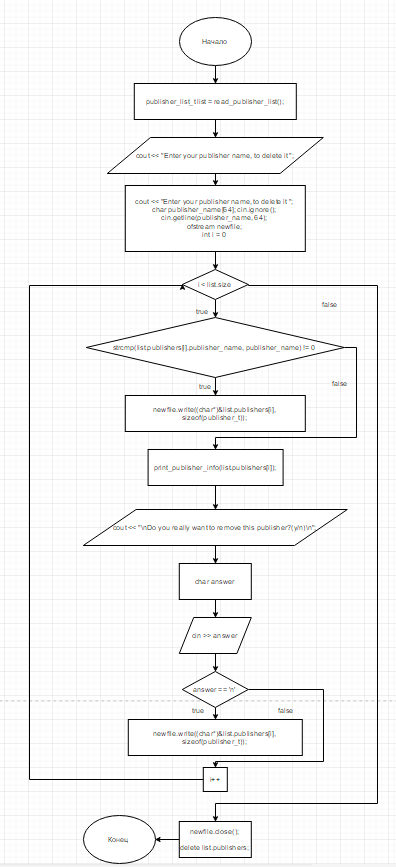 Начало
publisher_list_t list = read_publisher_list();
cout << "Enter your publisher name, to delete it ";
cout << "Enter your publisher name, to delete it ";
char publisher_name[64]; cin.ignore();
cin.getline(publisher_name, 64);
ofstream newfile;
int i = 0
i < list.size
false
true
strcmp(list.publishers[i].publisher_name, publisher_name) != 0
false
true
newfile.write((char*)&list.publishers[i],
sizeof(publisher_t));
print_publisher_info(list.publishers[i]);
cout << "\nDo you really want to remove this publisher?(y/n)\n";
char answer
cin >> answer
answer == 'n'
true
false
newfile.write((char*)&list.publishers[i],
sizeof(publisher_t));
i++
newfile.close();
Конец
delete list.publishers;